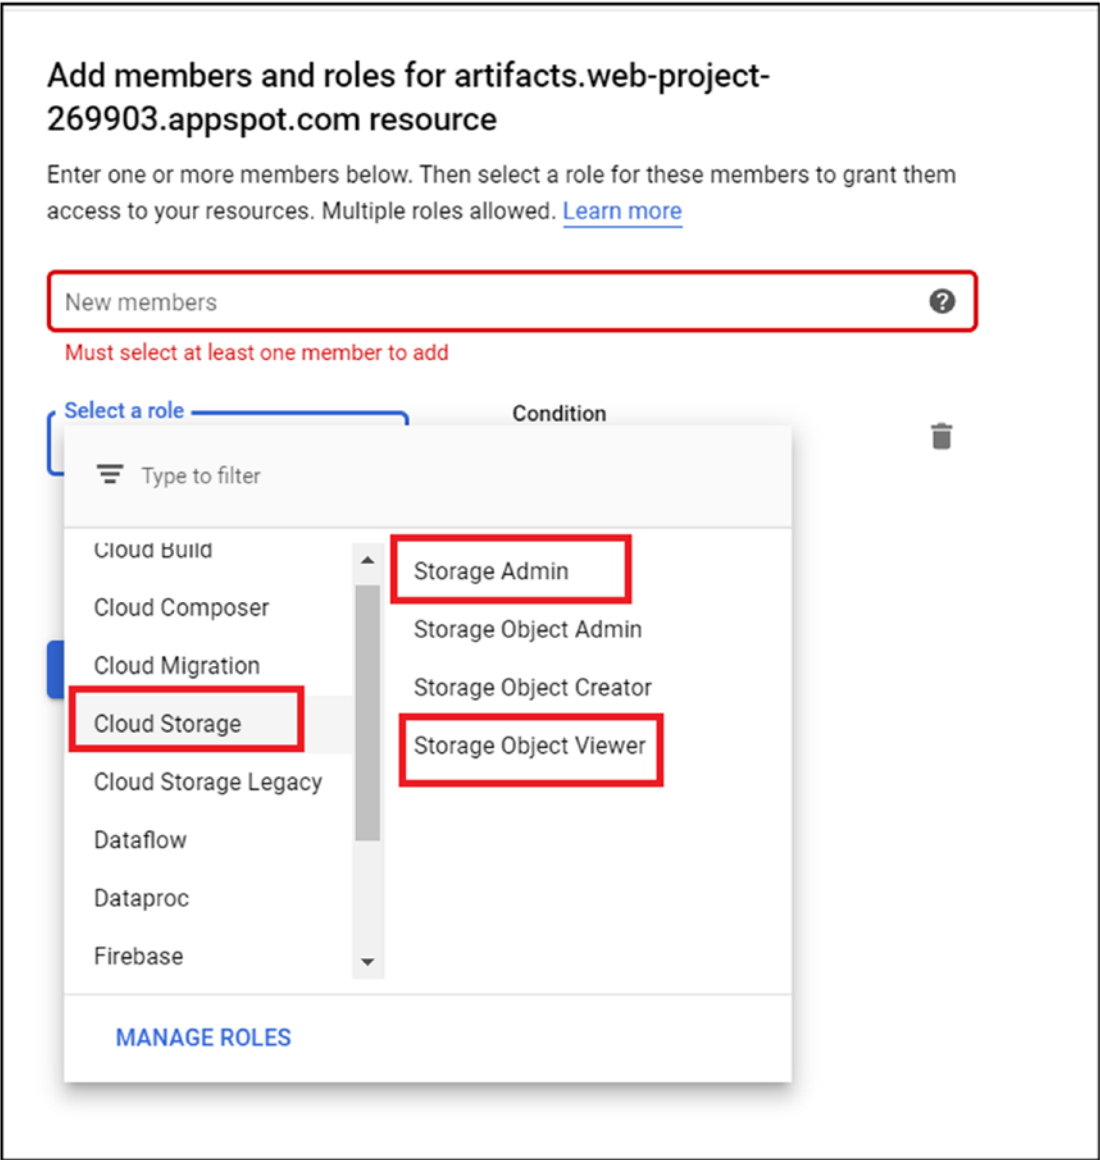 Add members and roles for artifacts.web-project-
269903.appspot.com resource
Enter one or more members below. Then select a role for these members to grant them
access to your resources. Multiple roles allowed. Learn more
New members
Must select at least one member to add
Select a role
Condition
Type to filter
Cloud Build
Cloud Composer
Cloud Migration
Cloud Storage
Cloud Storage Legacy
Dataflow
Dataproc
Firebase
Storage Admin
Storage Object Admin
Storage Object Creator
Storage Object Viewer
MANAGE ROLES